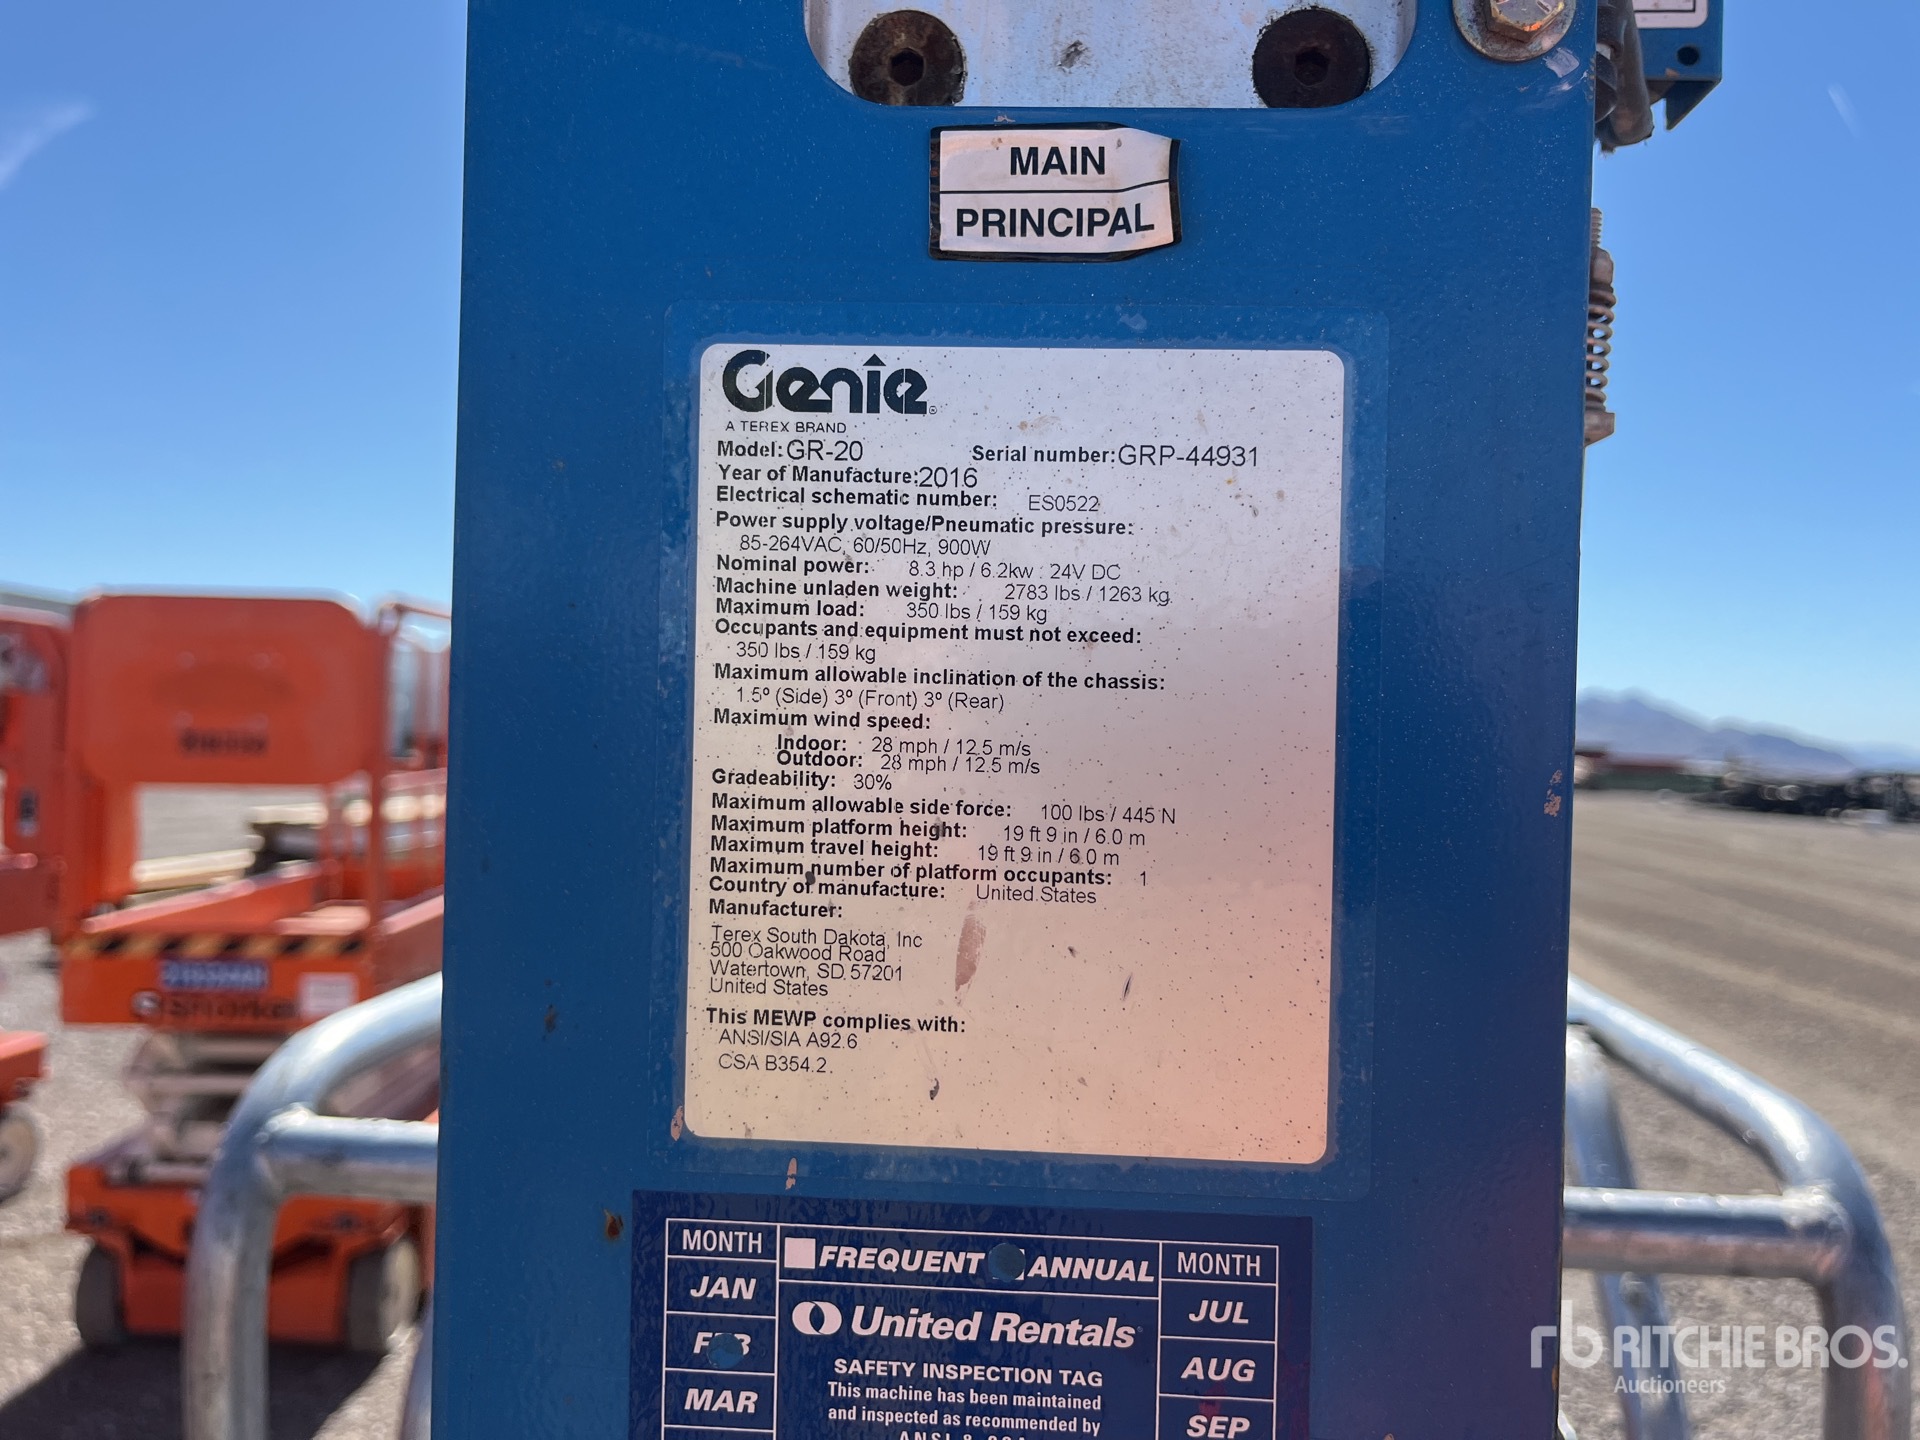 MAIN
PRINCIPAL
Genie®
A TEREX BRAND
Model: GR-20 Serial number: GRP-44931
Year of Manufacture: 2016
Electrical schematic number: ES0522
Power supply voltage/Pneumatic pressure:
85-264VAC, 60/50Hz, 900W
Nominal power: 8.3 hp / 6.2kw : 24V DC
Machine unladen weight: 2783 lbs / 1263 kg
Maximum load: 350 lbs / 159 kg
Occupants and equipment must not exceed:
350 lbs / 159 kg
Maximum allowable inclination of the chassis:
1.5º (Side) 3º (Front) 3º (Rear)
Maximum wind speed:
Indoor: 28 mph / 12.5 m/s
Outdoor: 28 mph / 12.5 m/s
Gradeability: 30%
Maximum allowable side force: 100 lbs / 445 N
Maximum platform height: 19 ft 9 in / 6.0 m
Maximum travel height: 19 ft 9 in / 6.0 m
Maximum number of platform occupants: 1
Country of manufacture: United States
Manufacturer:
Terex South Dakota, Inc
500 Oakwood Road
Watertown, SD 57201
United States
This MEWP complies with:
ANSI/SIA A92.6
CSA B354.2
MONTH FREQUENT ANNUAL MONTH
JAN JUL
United Rentals
FEB AUG
SAFETY INSPECTION TAG
This machine has been maintained
MAR SEP
and inspected as recommended by
Snorkel
rb RITCHIE BROS.
Auctioneers